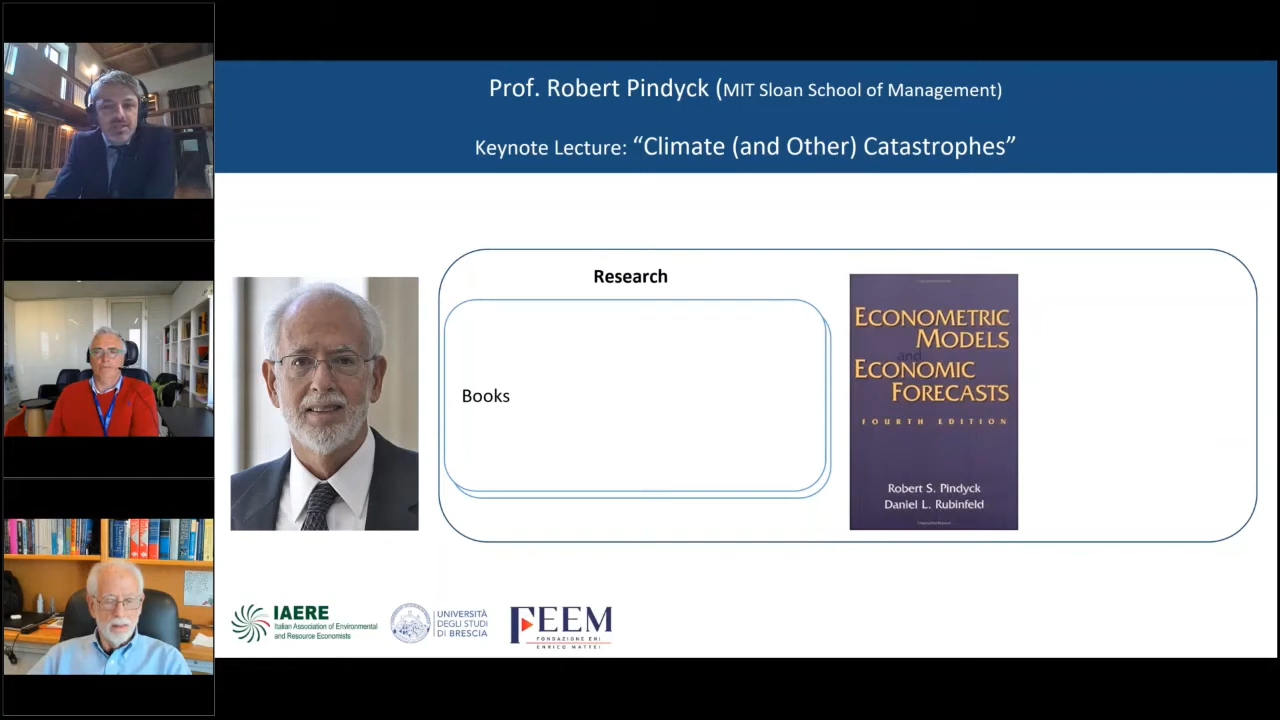 Prof. Robert Pindyck (MIT Sloan School of Management)
Keynote Lecture: “Climate (and Other) Catastrophes”
Research
Books
ECONOMETRIC
MODELS
and
ECONOMIC
FORECASTS
FOURTH EDITION
Robert S. Pindyck
Daniel L. Rubinfeld
IAERE
Italian Association of Environmental
and Resource Economists
UNIVERSITÀ
DEGLI STUDI
DI BRESCIA
FEEM
FONDAZIONE ENI
ENRICO MATTEI